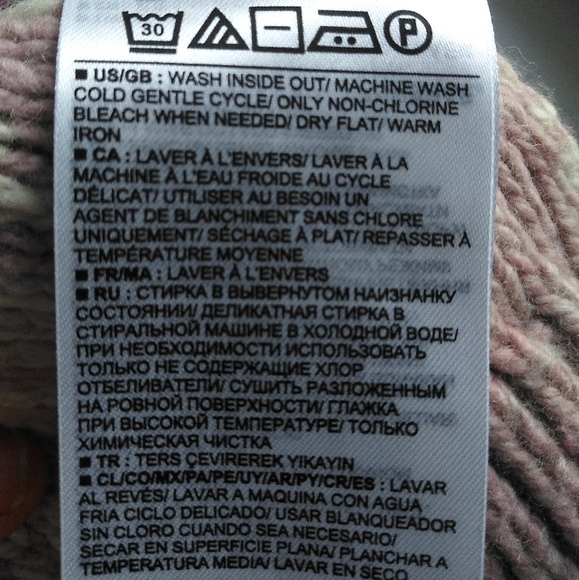 30 P
■ US/GB : WASH INSIDE OUT/ MACHINE WASH
COLD GENTLE CYCLE/ ONLY NON-CHLORINE
BLEACH WHEN NEEDED/ DRY FLAT/ WARM
IRON
■ CA : LAVER À L'ENVERS/ LAVER À LA
MACHINE À L'EAU FROIDE AU CYCLE
DÉLICAT/ UTILISER AU BESOIN UN
AGENT DE BLANCHIMENT SANS CHLORE
UNIQUEMENT/ SÉCHAGE À PLAT/ REPASSER À
TEMPÉRATURE MOYENNE
■ FR/MA : LAVER À L'ENVERS
■ RU : СТИРКА В ВЫВЕРНУТОМ НАИЗНАНКУ
СОСТОЯНИИ/ ДЕЛИКАТНАЯ СТИРКА В
СТИРАЛЬНОЙ МАШИНЕ В ХОЛОДНОЙ ВОДЕ/
ПРИ НЕОБХОДИМОСТИ ИСПОЛЬЗОВАТЬ
ТОЛЬКО НЕ СОДЕРЖАЩИЕ ХЛОР
ОТБЕЛИВАТЕЛИ/ СУШИТЬ РАЗЛОЖЕННЫМ
НА РОВНОЙ ПОВЕРХНОСТИ/ ГЛАЖКА
ПРИ ВЫСОКОЙ ТЕМПЕРАТУРЕ/ ТОЛЬКО
ХИМИЧЕСКАЯ ЧИСТКА
■ TR : TERS ÇEVIREREK YIKAYIN
■ CL/CO/MX/PA/PE/UY/AR/PY/CR/ES : LAVAR
AL REVÉS/ LAVAR A MAQUINA CON AGUA
FRIA CICLO DELICADO/ USAR BLANQUEADOR
SIN CLORO CUANDO SEA NECESARIO/
SECAR EN SUPERFICIE PLANA/ PLANCHAR A
TEMPERATURA MEDIA/ LAVAR EN SECO